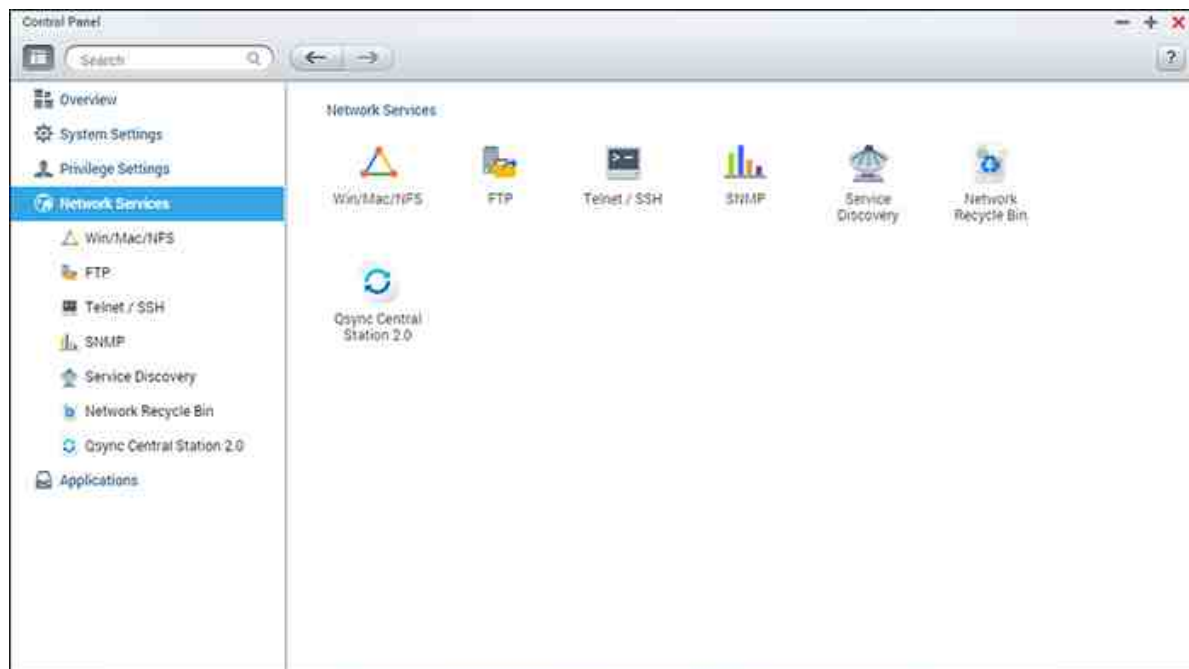 Control Panel
Search
?
Overview
System Settings
Privilege Settings
Network Services
Win/Mac/NFS
FTP
Telnet / SSH
SNMP
Service Discovery
Network Recycle Bin
Qsync Central Station 2.0
Applications
Network Services
Win/Mac/NFS
FTP
Telnet / SSH
SNMP
Service
Discovery
Network
Recycle Bin
Qsync Central
Station 2.0